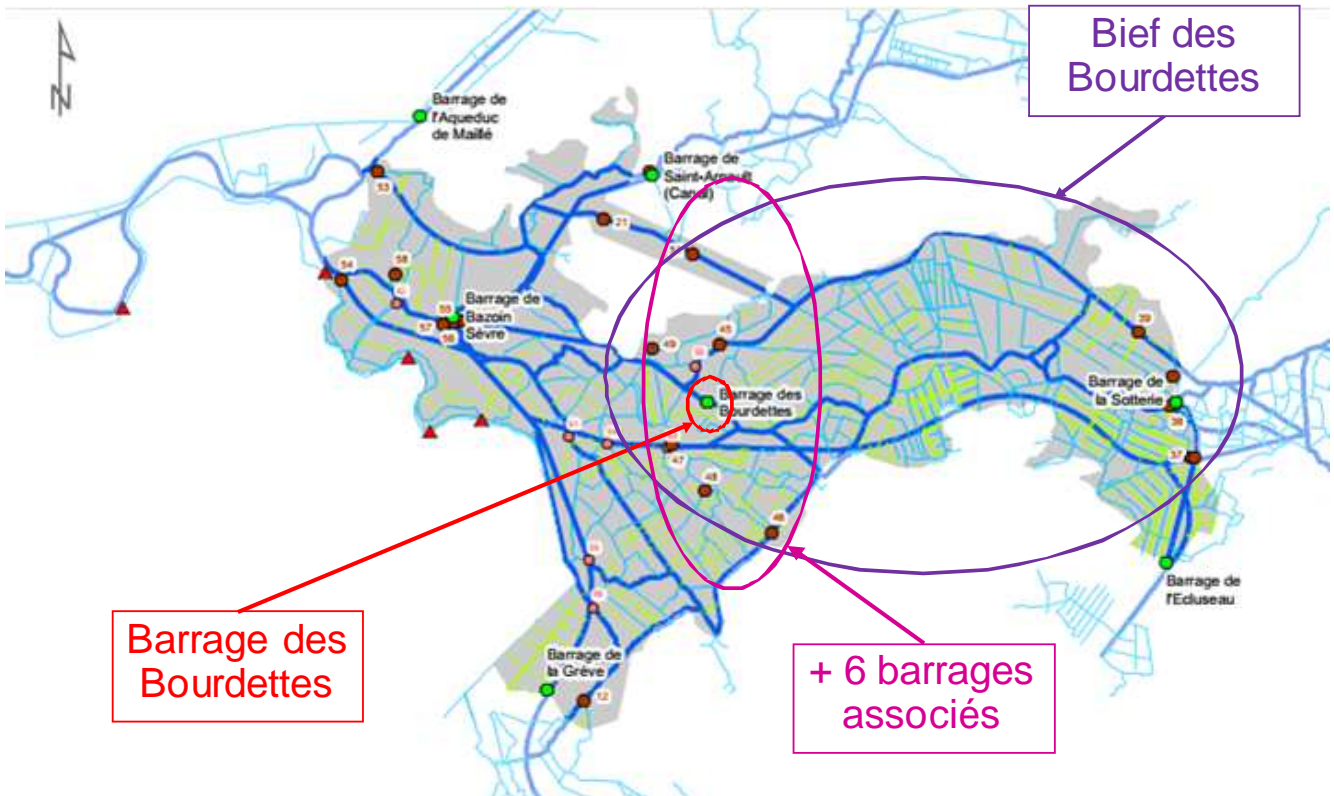 Bief des
Bourdettes
N
Barrage de
l'Aqueduc
de Maillé
Barrage de
Saint-Arnault
(Canal)
53
21
54
58
Barrage de
Bazoin
Sèvre
55
57
56
49
45
39
Barrage des
Bourdettes
Barrage de
la Sotterie
38
37
47
48
46
Barrage de
l'Ecluseau
Barrage de
la Grève
12
Barrage des
Bourdettes
+ 6 barrages
associés